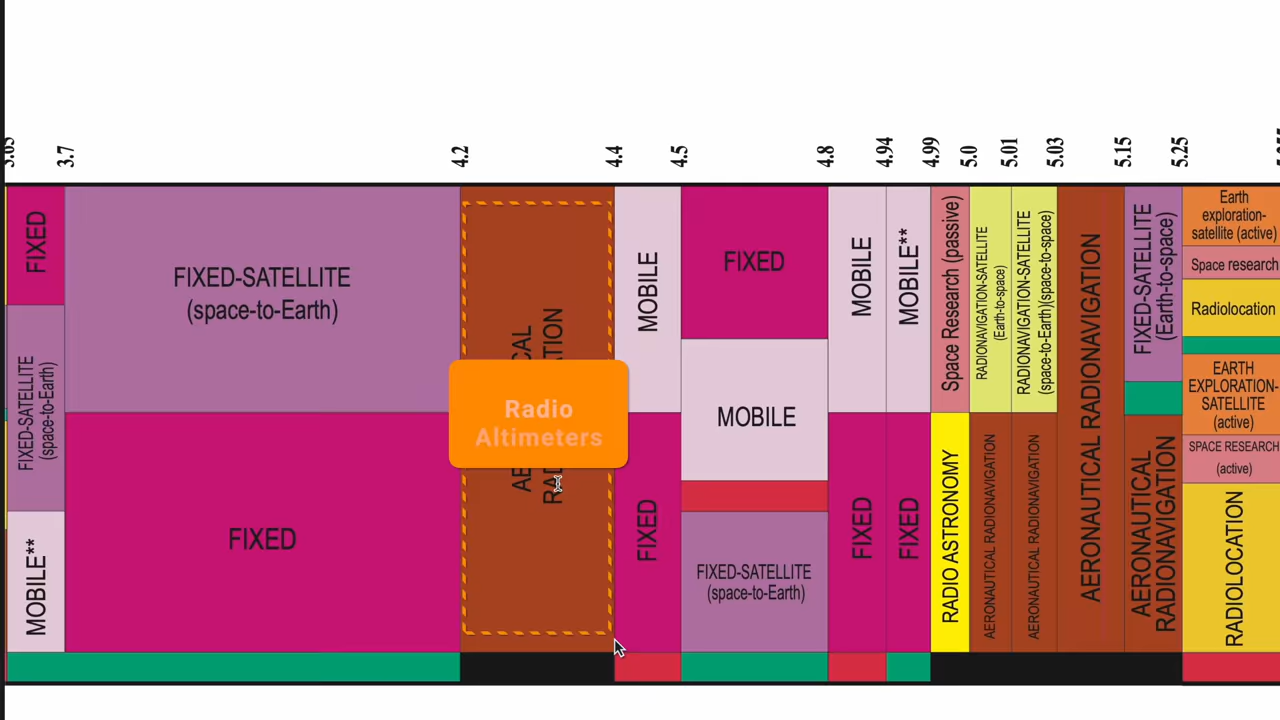 3.7
4.2
4.4
4.5
4.8
4.94
4.99
5.0
5.01
5.03
5.15
5.25
FIXED
FIXED-SATELLITE
(space-to-Earth)
MOBILE**
FIXED-SATELLITE
(space-to-Earth)
FIXED
Radio
Altimeters
MOBILE
FIXED
FIXED
MOBILE
FIXED-SATELLITE
(space-to-Earth)
MOBILE
FIXED
MOBILE**
FIXED
Space Research (passive)
RADIO ASTRONOMY
RADIONAVIGATION-SATELLITE
(Earth-to-space)
AERONAUTICAL RADIONAVIGATION
RADIONAVIGATION-SATELLITE
(space-to-Earth)(space-to-space)
AERONAUTICAL RADIONAVIGATION
AERONAUTICAL RADIONAVIGATION
FIXED-SATELLITE
(Earth-to-space)
AERONAUTICAL
RADIONAVIGATION
Earth
exploration-
satellite (active)
Space research
Radiolocation
EARTH
EXPLORATION-
SATELLITE
(active)
SPACE RESEARCH
(active)
RADIOLOCATION